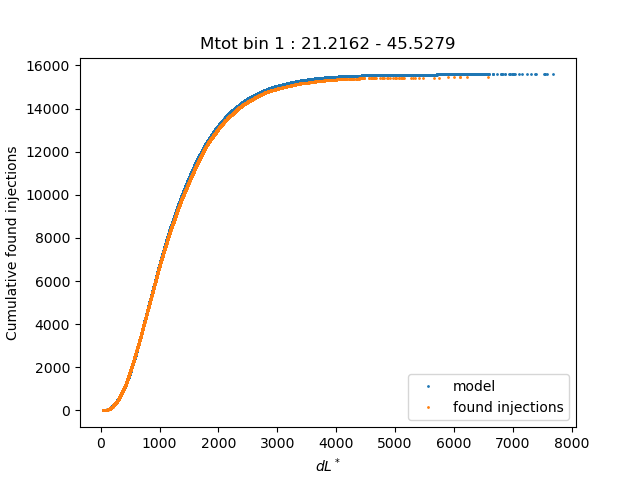 Mtot bin 1 : 21.2162 - 45.5279
16000
14000
12000
10000
8000
6000
4000
2000
0
Cumulative found injections
model
found injections
0 1000 2000 3000 4000 5000 6000 7000 8000
dL*